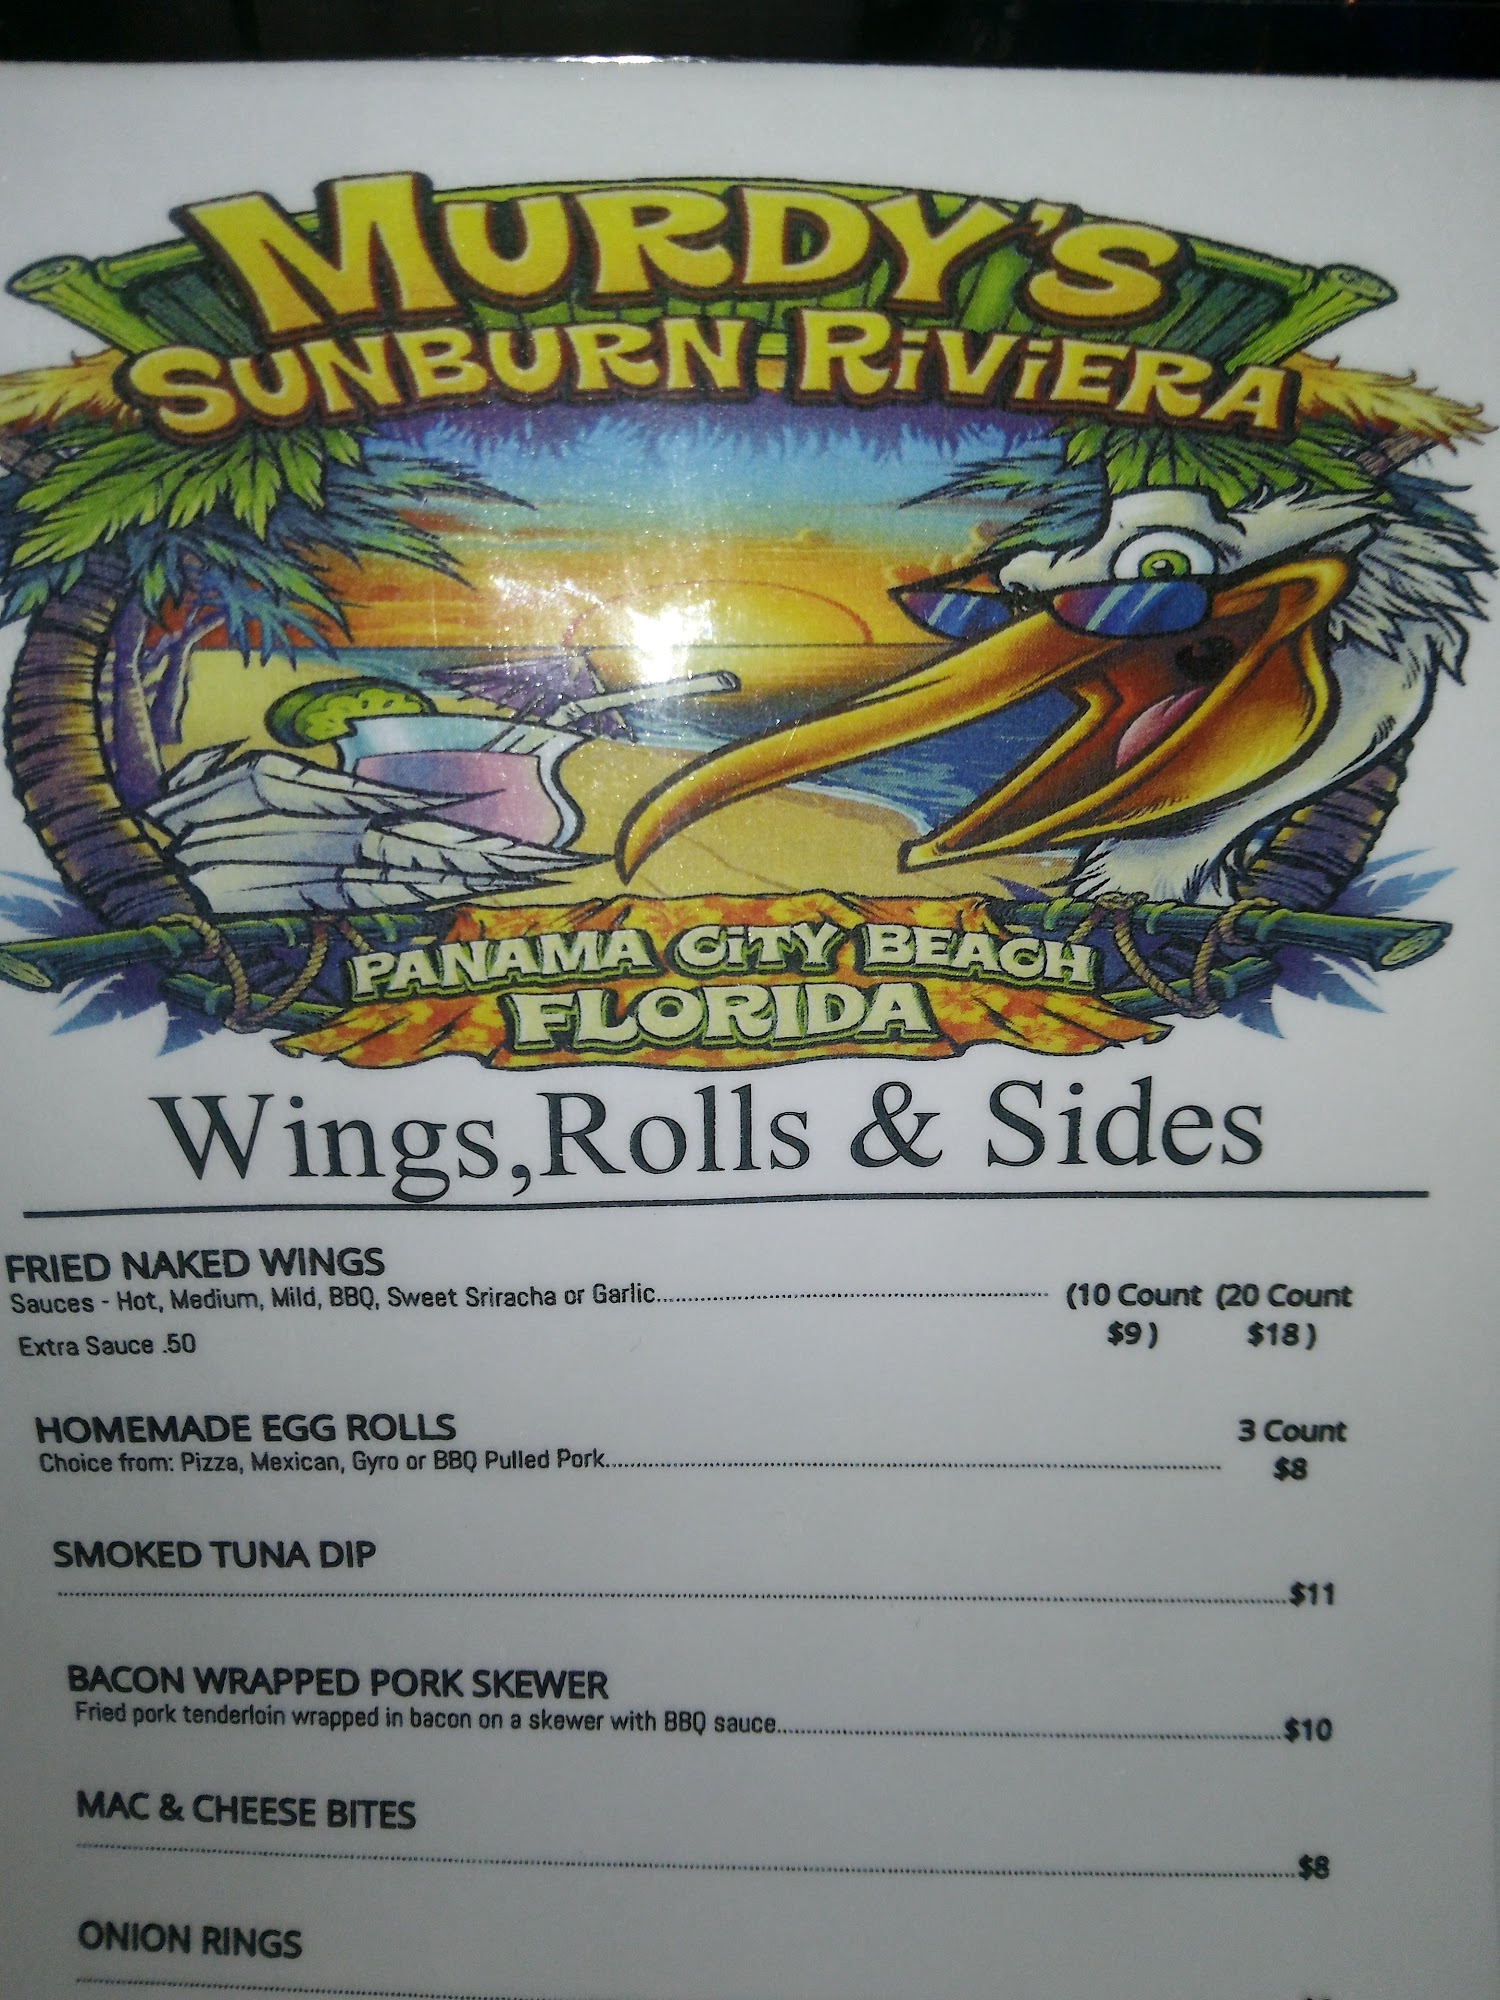 MURDY'S
SUNBURN RiViERA
PANAMA CiTY BEACH
FLORIDA
Wings,Rolls & Sides
FRIED NAKED WINGS
Sauces - Hot, Medium, Mild, BBQ, Sweet Sriracha or Garlic............ (10 Count (20 Count
Extra Sauce .50 $9) $18)
HOMEMADE EGG ROLLS 3 Count
Choice from: Pizza, Mexican, Gyro or BBQ Pulled Pork............ $8
SMOKED TUNA DIP
............$11
BACON WRAPPED PORK SKEWER
Fried pork tenderloin wrapped in bacon on a skewer with BBQ sauce............$10
MAC & CHEESE BITES
............$8
ONION RINGS